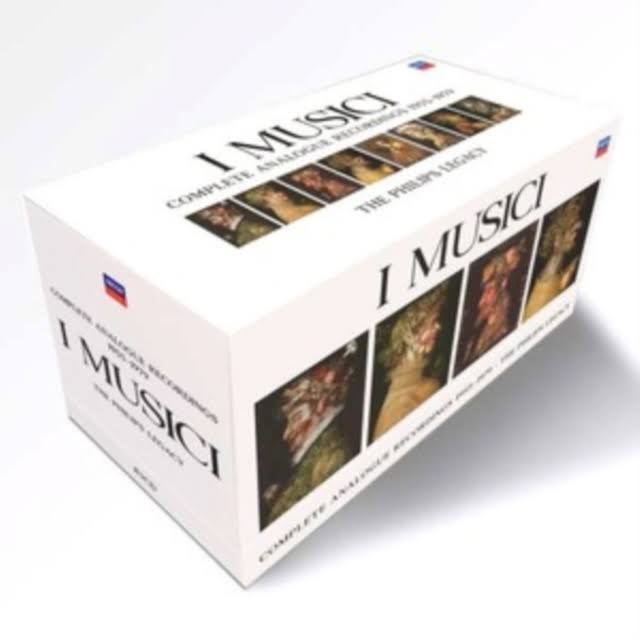 I MUSICI
COMPLETE ANALOGUE RECORDINGS 1955-1979
THE PHILIPS LEGACY
I MUSICI
COMPLETE ANALOGUE RECORDINGS 1955-1979 · THE PHILIPS LEGACY
DECCA
COMPLETE ANALOGUE RECORDINGS
1955-1979
I MUSICI
THE PHILIPS LEGACY